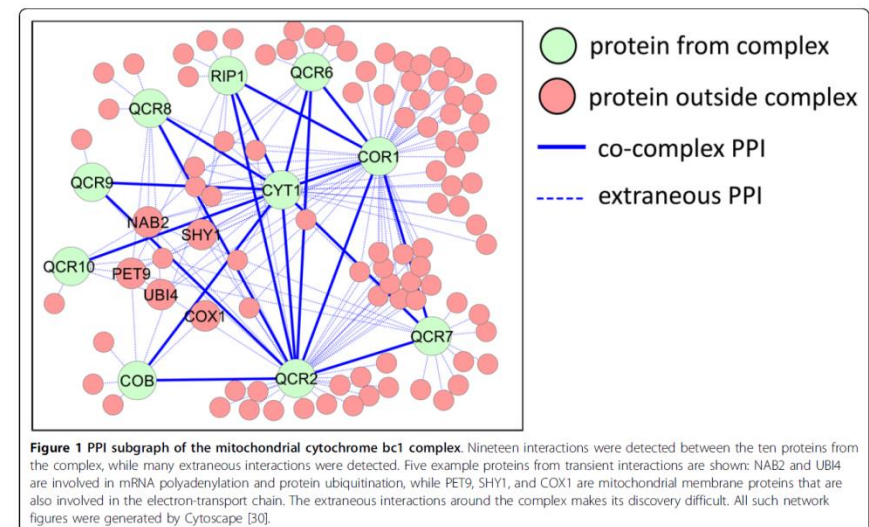 RIP1
QCR6
QCR8
COR1
QCR9
CYT1
NAB2
SHY1
QCR10
PET9
UBI4
COX1
QCR7
COB
QCR2
protein from complex
protein outside complex
co-complex PPI
extraneous PPI
Figure 1 PPI subgraph of the mitochondrial cytochrome bc1 complex. Nineteen interactions were detected between the ten proteins from
the complex, while many extraneous interactions were detected. Five example proteins from transient interactions are shown: NAB2 and UBI4
are involved in mRNA polyadenylation and protein ubiquitination, while PET9, SHY1, and COX1 are mitochondrial membrane proteins that are
also involved in the electron-transport chain. The extraneous interactions around the complex makes its discovery difficult. All such network
figures were generated by Cytoscape [30].